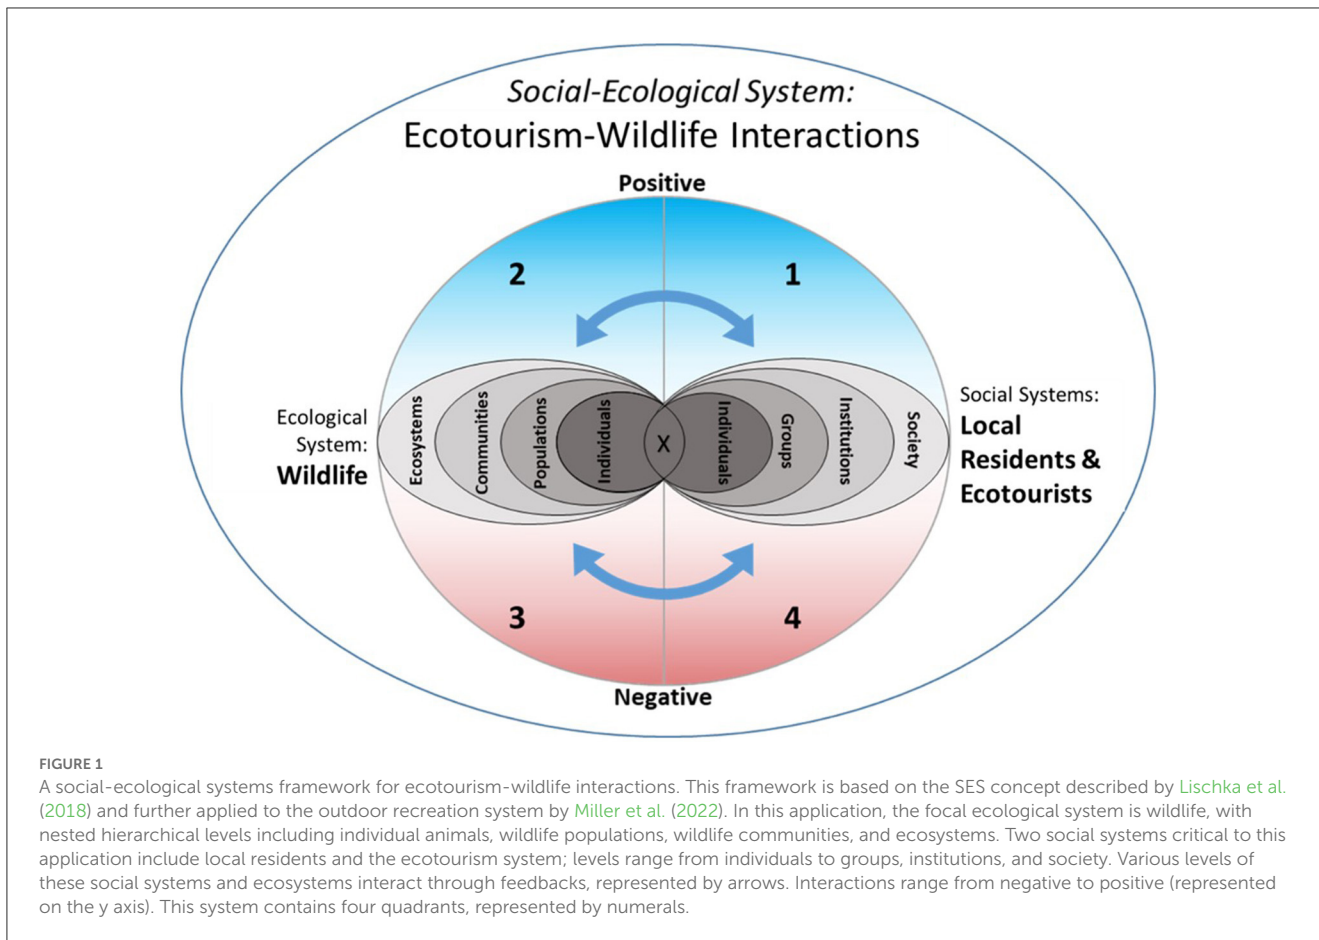 Social-Ecological System:
Ecotourism-Wildlife Interactions
Positive
2
1
Ecological
System:
Wildlife
Ecosystems
Communities
Populations
Individuals
X
Individuals
Groups
Institutions
Society
Social Systems:
Local
Residents &
Ecotourists
3
4
Negative
FIGURE 1
A social-ecological systems framework for ecotourism-wildlife interactions. This framework is based on the SES concept described by Lischka et al.
(2018) and further applied to the outdoor recreation system by Miller et al. (2022). In this application, the focal ecological system is wildlife, with
nested hierarchical levels including individual animals, wildlife populations, wildlife communities, and ecosystems. Two social systems critical to this
application include local residents and the ecotourism system; levels range from individuals to groups, institutions, and society. Various levels of
these social systems and ecosystems interact through feedbacks, represented by arrows. Interactions range from negative to positive (represented
on the y axis). This system contains four quadrants, represented by numerals.